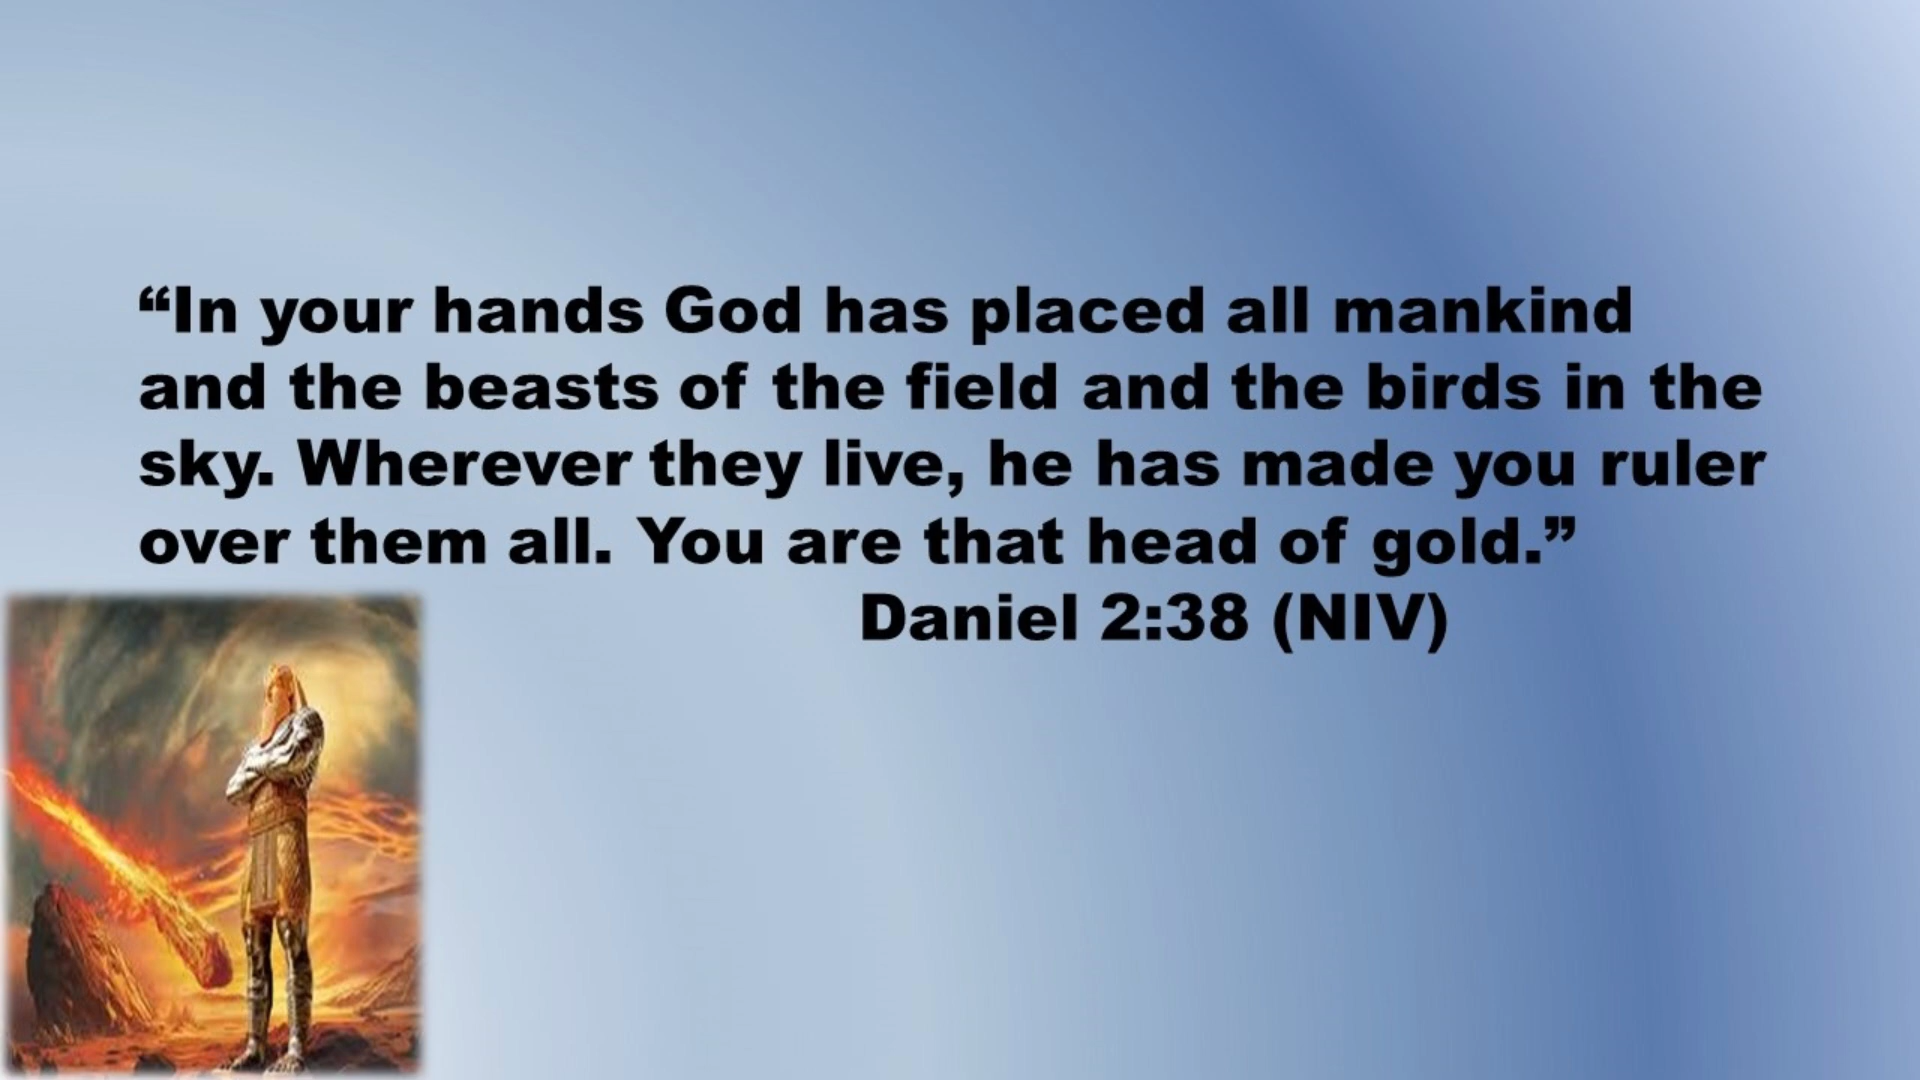 “In your hands God has placed all mankind
and the beasts of the field and the birds in the
sky. Wherever they live, he has made you ruler
over them all. You are that head of gold.”
Daniel 2:38 (NIV)